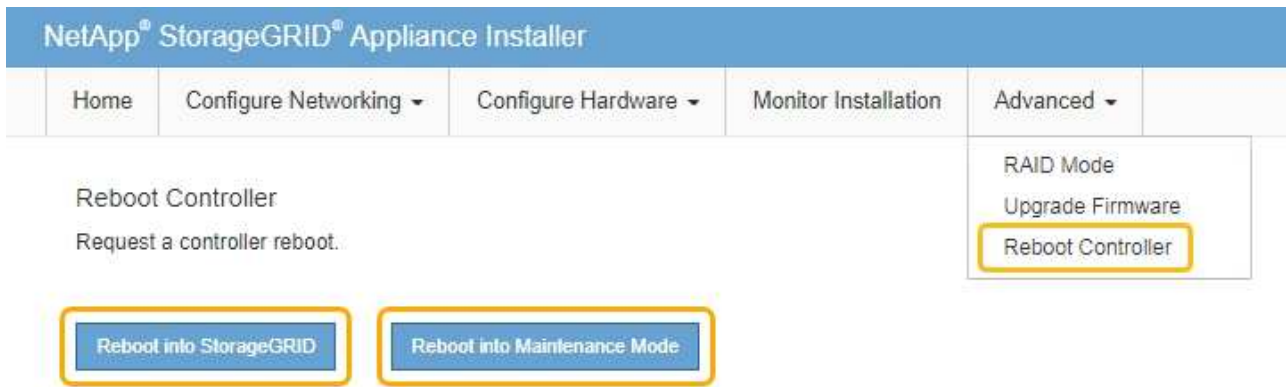 NetApp® StorageGRID® Appliance Installer
Home Configure Networking Configure Hardware Monitor Installation Advanced
RAID Mode
Upgrade Firmware
Reboot Controller
Reboot Controller
Request a controller reboot.
Reboot into StorageGRID Reboot into Maintenance Mode